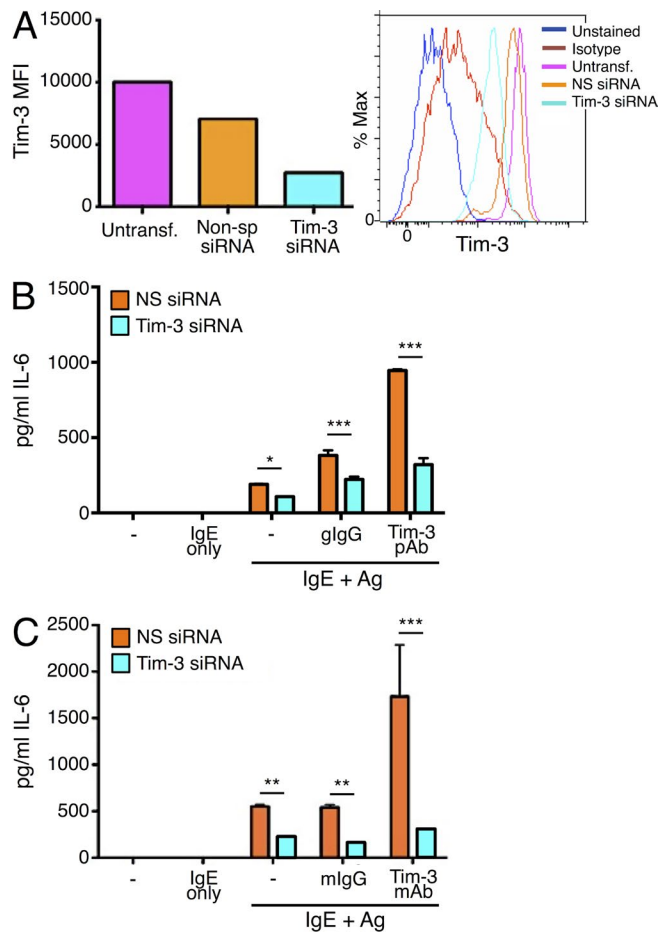 A
15000
10000
5000
0
Tim-3 MFI
Untransf.
Non-sp
siRNA
Tim-3
siRNA
% Max
0
0
Tim-3
Unstained
Isotype
Untransf.
NS siRNA
Tim-3 siRNA
B
1500
1000
500
0
pg/ml IL-6
NS siRNA
Tim-3 siRNA
*
***
***
-
IgE
only
-
gIgG
Tim-3
pAb
IgE + Ag
C
2500
2000
1500
1000
500
0
pg/ml IL-6
NS siRNA
Tim-3 siRNA
**
**
***
-
IgE
only
-
mIgG
Tim-3
mAb
IgE + Ag